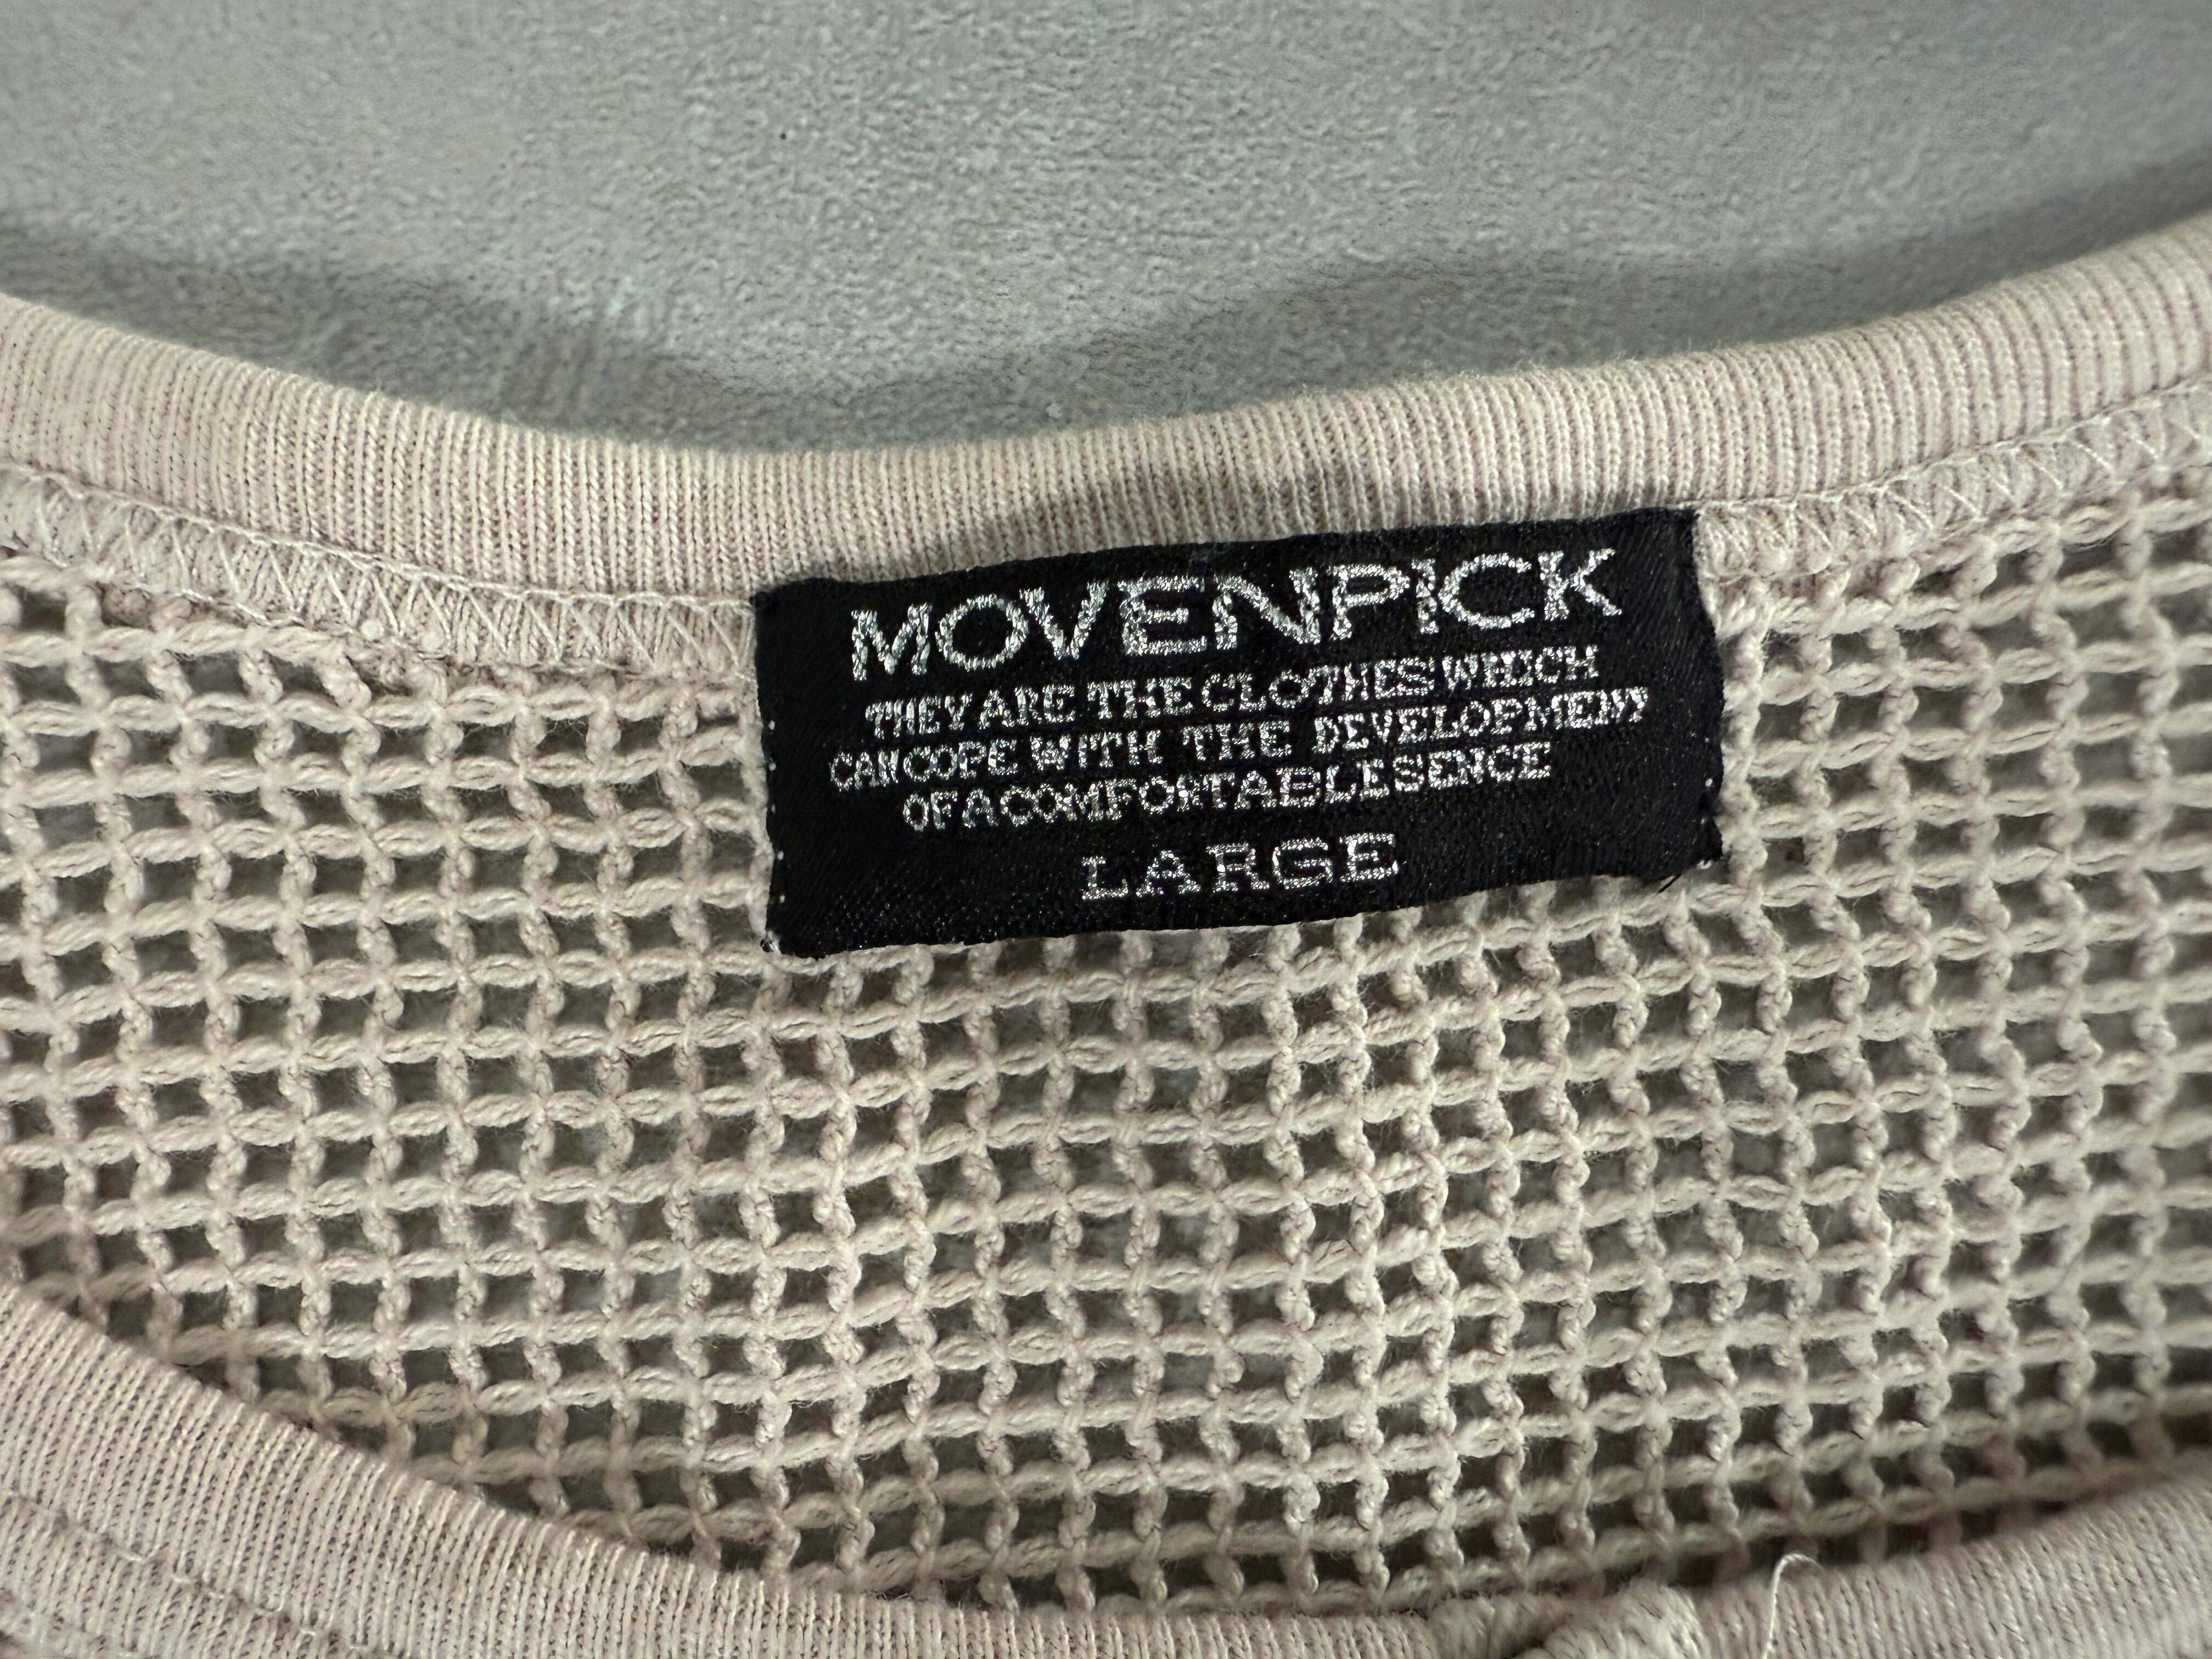 MOVENPICK
THEY ARE THE CLOTHES WHICH
CAN COPE WITH THE DEVELOPMENT
OF A COMFORTABLE SENCE
LARGE